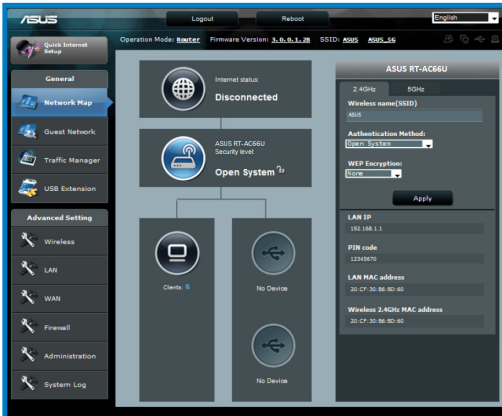 ASUS
Logout
Reboot
English
Quick Internet Setup
Operation Mode: Router Firmware Version: 3.0.0.1.28 SSID: ASUS ASUS_5G
General
Network Map
Guest Network
Traffic Manager
USB Extension
Advanced Setting
Wireless
LAN
WAN
Firewall
Administration
System Log
Internet status:
Disconnected
ASUS RT-AC66U
Security level:
Open System
Clients: 6
No Device
No Device
ASUS RT-AC66U
2.4GHz 5GHz
Wireless name(SSID)
ASUS
Authentication Method:
Open System
WEP Encryption:
None
Apply
LAN IP
192.168.1.1
PIN code
12345670
LAN MAC address
20:CF:30:B6:BD:60
Wireless 2.4GHz MAC address
20:CF:30:B6:BD:60